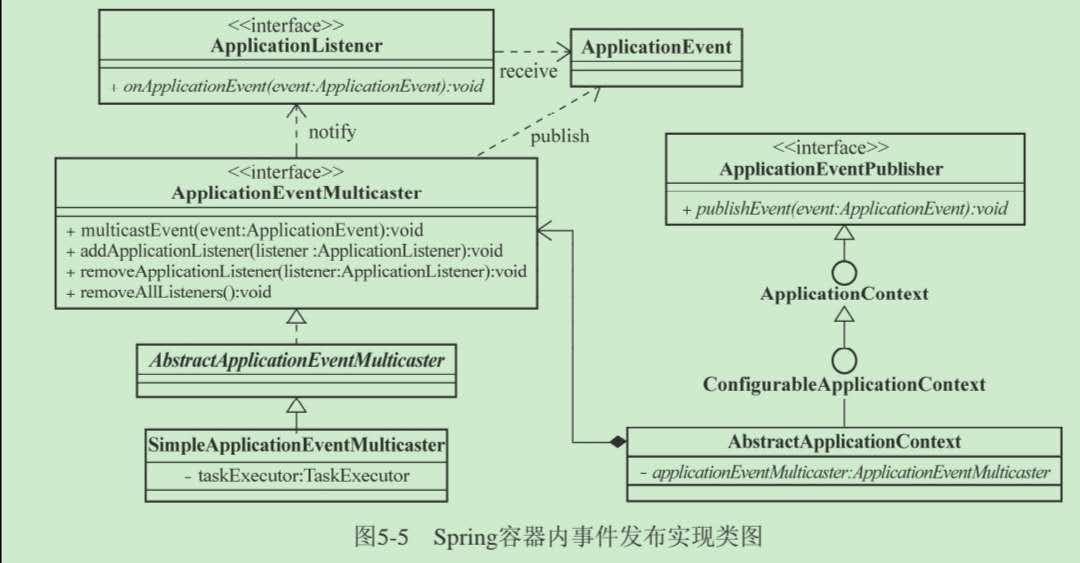 <<interface>>
ApplicationListener
+ onApplicationEvent(event:ApplicationEvent):void
receive
ApplicationEvent
notify
publish
<<interface>>
ApplicationEventMulticaster
+ multicastEvent(event:ApplicationEvent):void
+ addApplicationListener(listener :ApplicationListener):void
+ removeApplicationListener(listener:ApplicationListener):void
+ removeAllListeners():void
<<interface>>
ApplicationEventPublisher
+ publishEvent(event:ApplicationEvent):void
ApplicationContext
ConfigurableApplicationContext
AbstractApplicationEventMulticaster
SimpleApplicationEventMulticaster
- taskExecutor:TaskExecutor
AbstractApplicationContext
- applicationEventMulticaster:ApplicationEventMulticaster
图5-5 Spring容器内事件发布实现类图